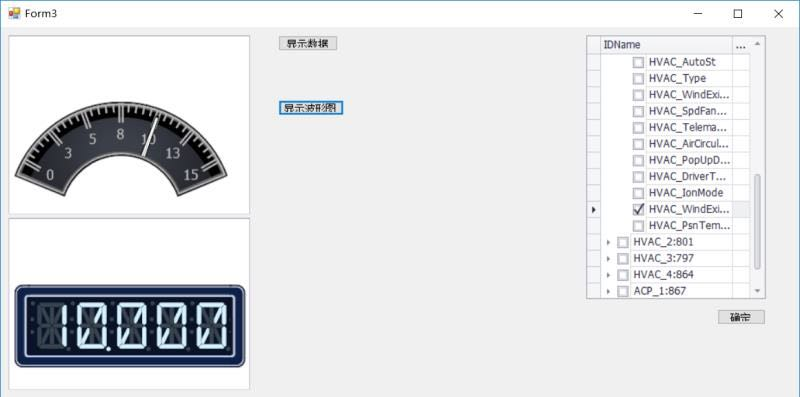 Form3
显示数据
显示波形图
0 3 5 8 10 13 15
10.000
IDName ...
HVAC_AutoSt
HVAC_Type
HVAC_WindExi...
HVAC_SpdFan...
HVAC_Telema...
HVAC_AirCircul...
HVAC_PopUpD...
HVAC_DriverT...
HVAC_IonMode
HVAC_WindExi...
HVAC_PsnTem...
HVAC_2:801
HVAC_3:797
HVAC_4:864
ACP_1:867
确定